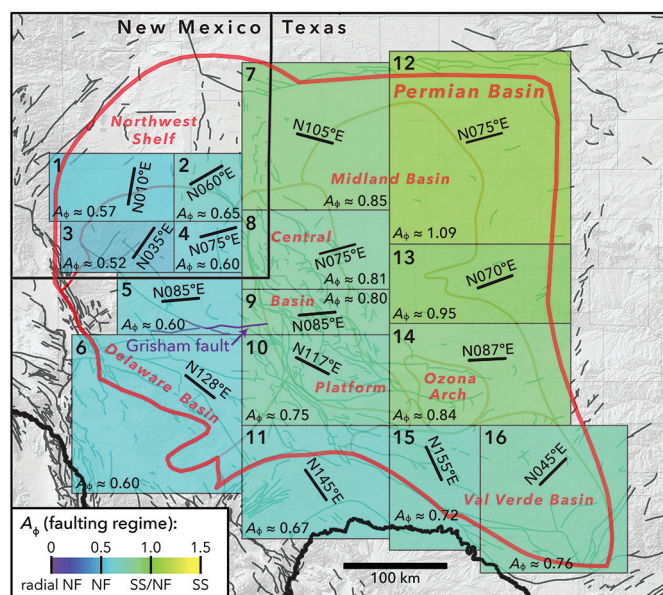 New Mexico
Texas
Northwest
Shelf
7
N105°E
Midland Basin
Aϕ ≈ 0.85
12
Permian Basin
N075°E
Aϕ ≈ 1.09
1
N010°E
Aϕ ≈ 0.57
2
N060°E
Aϕ ≈ 0.65
3
N035°E
Aϕ ≈ 0.52
4
N075°E
Aϕ ≈ 0.60
8
Central
N075°E
Aϕ ≈ 0.81
13
N070°E
Aϕ ≈ 0.95
5
N085°E
Aϕ ≈ 0.60
Grisham fault
9
Aϕ ≈ 0.80
Basin
N085°E
6
Delaware
Basin
N128°E
Aϕ ≈ 0.60
10
N117°E
Platform
Aϕ ≈ 0.75
14
N087°E
Ozona
Arch
Aϕ ≈ 0.84
11
N145°E
Aϕ ≈ 0.67
15
N155°E
Aϕ ≈ 0.72
16
N045°E
Val Verde Basin
Aϕ ≈ 0.76
Aϕ (faulting regime):
0 0.5 1.0 1.5
radial NF NF SS/NF SS
100 km